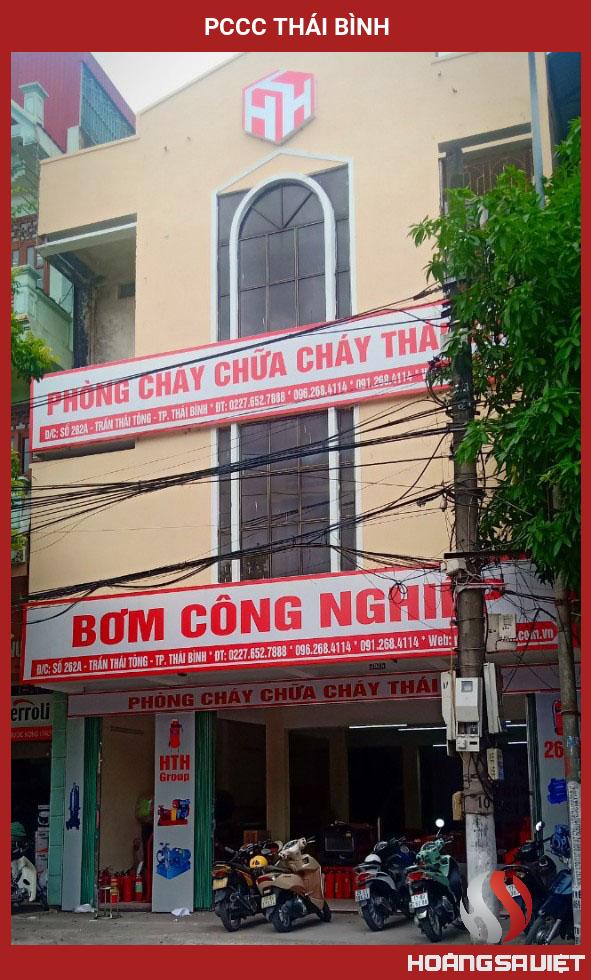 PCCC THÁI BÌNH
HTH
PHÒNG CHÁY CHỮA CHÁY THÁI
Đ/C: SỐ 262A - TRẦN THÁI TÔNG - TP. THÁI BÌNH * ĐT: 0227.652.7888 * 096.268.4114 * 091.268.4114 *
BƠM CÔNG NGHIỆP
Đ/C: SỐ 262A - TRẦN THÁI TÔNG - TP. THÁI BÌNH * ĐT: 0227.652.7888 * 096.268.4114 * 091.268.4114 * Web: .com.vn
PHÒNG CHÁY CHỮA CHÁY THÁI
erroli
HTH
Group
26
HOÀNGSAVIỆT